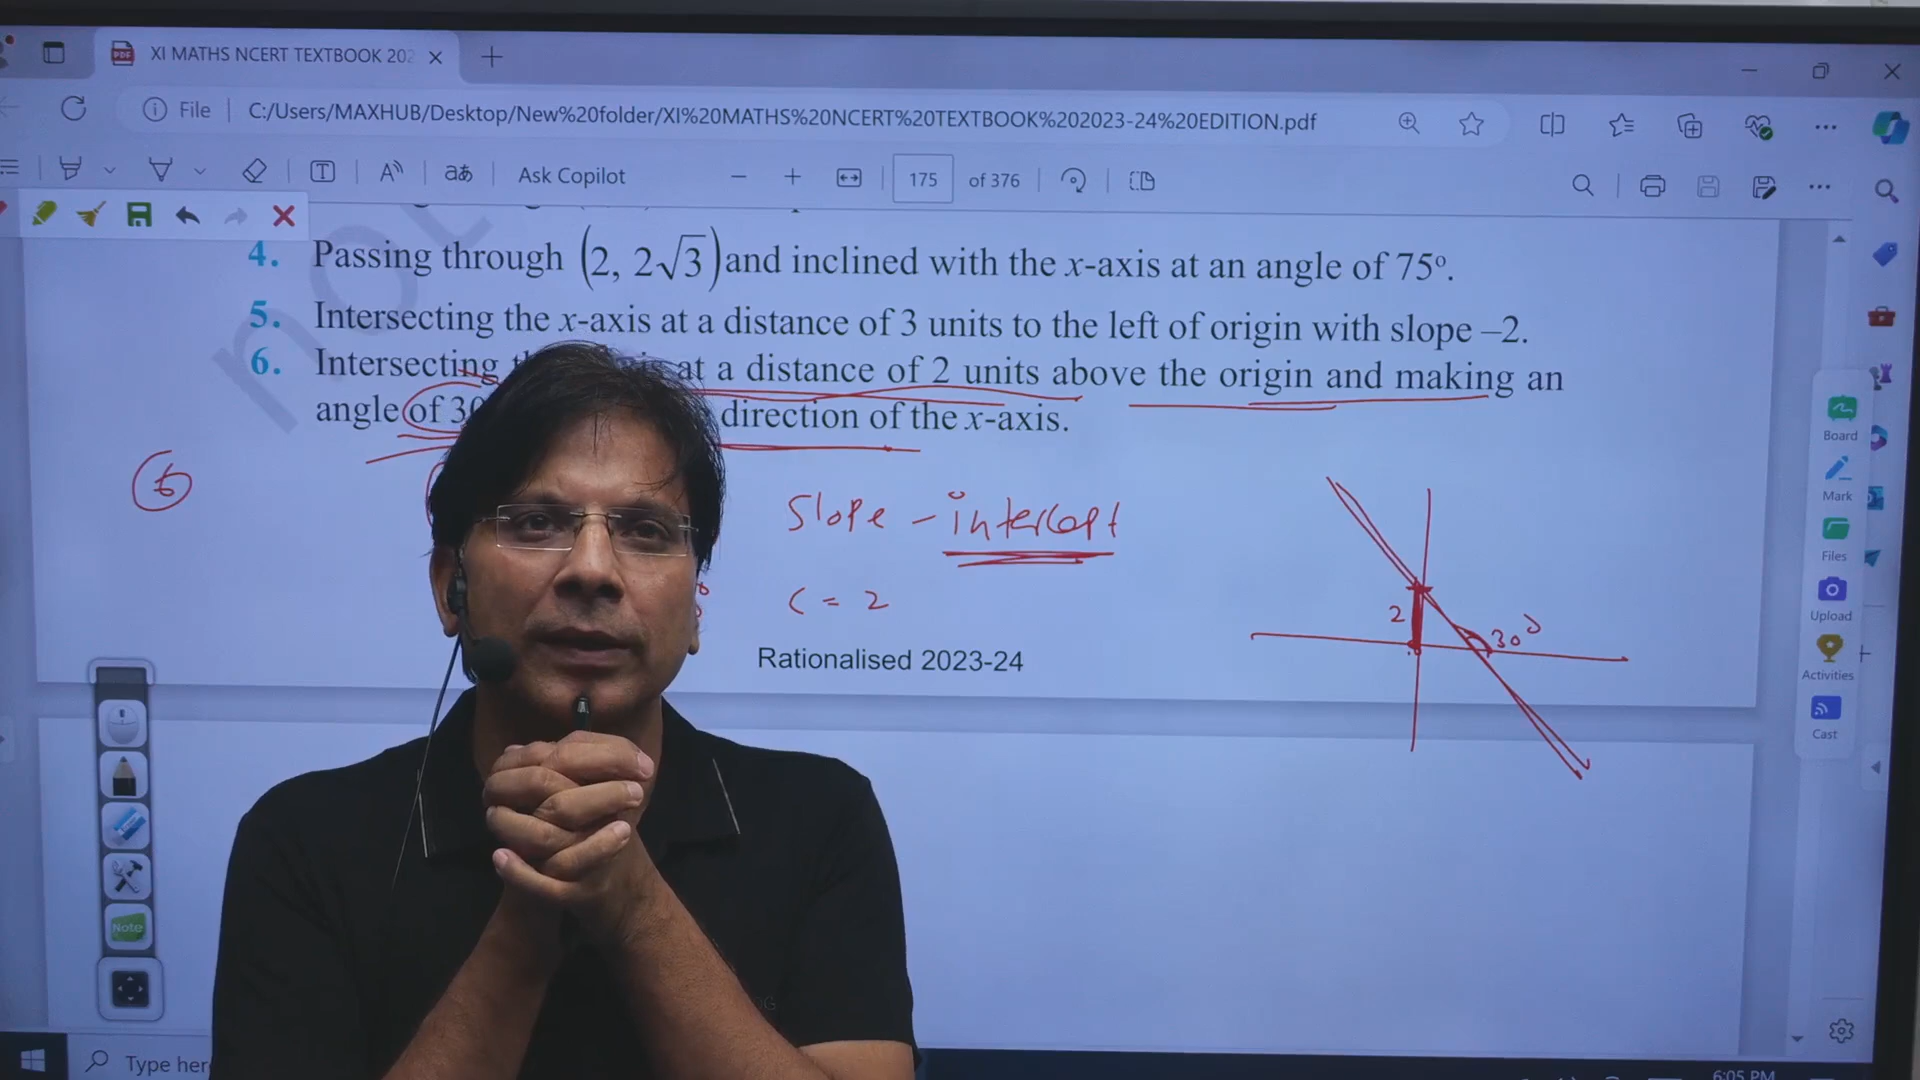 XI MATHS NCERT TEXTBOOK 202
File C:/Users/MAXHUB/Desktop/New%20folder/XI%20MATHS%20NCERT%20TEXTBOOK%202023-24%20EDITION.pdf
Ask Copilot 175 of 376
not
4. Passing through (2, 2√3) and inclined with the x-axis at an angle of 75°.
5. Intersecting the x-axis at a distance of 3 units to the left of origin with slope –2.
6. Intersecting at a distance of 2 units above the origin and making an
angle of 30 direction of the x-axis.
6
Slope - intercept
C = 2
2
30°
Rationalised 2023-24
Board
Mark
Files
Upload
Activities
Cast
Note
Type her
6:05 PM